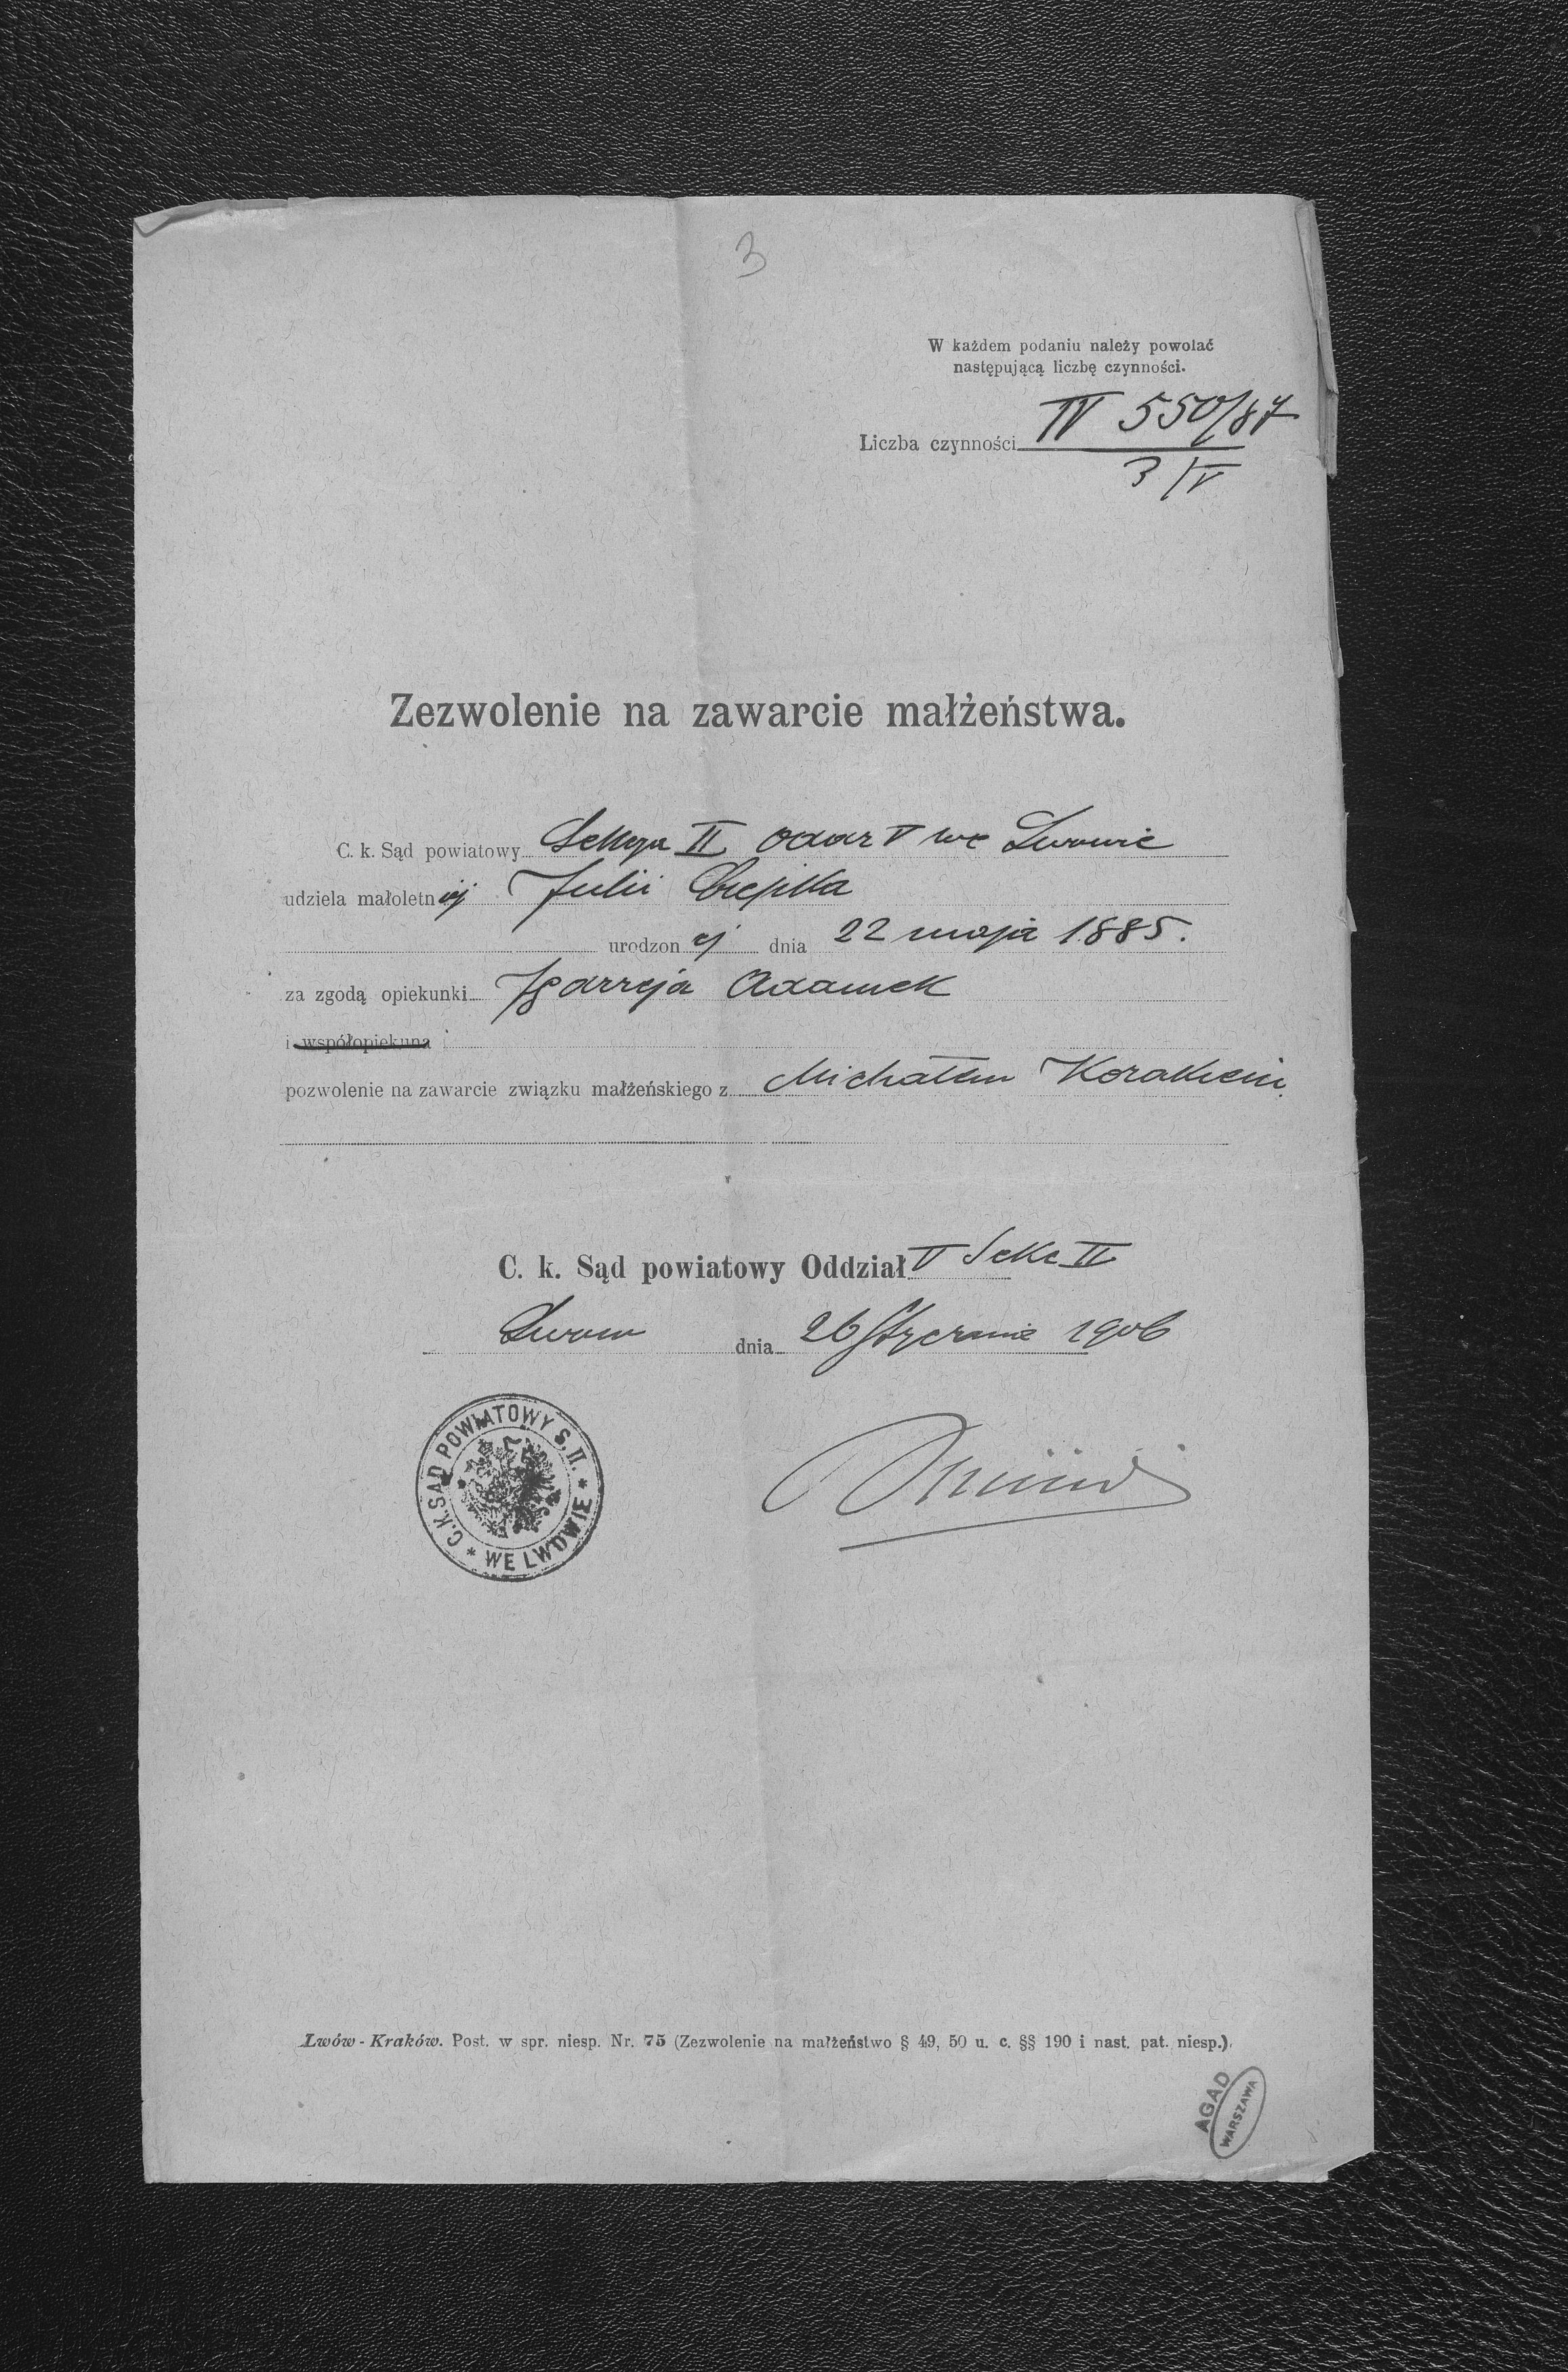 3
W każdem podaniu należy powołać
następującą liczbę czynności.
Liczba czynności IV 550/87
3/V
Zezwolenie na zawarcie małżeństwa.
C. k. Sąd powiatowy Sekcya II we Lwowie
udziela małoletniej Julii
urodzonej dnia 22 maja 1885.
za zgodą opiekunki Adamek
i współopiekuna
pozwolenie na zawarcie związku małżeńskiego z Michałem
C. k. Sąd powiatowy Oddział V Sekc II
Lwow dnia 26 Stycznia 1906
C.K. SĄD POWIATOWY S. II. * WE LWOWIE *
Lwów - Kraków. Post. w spr. niesp. Nr. 75 (Zezwolenie na małżeństwo § 49, 50 u. c. §§ 190 i nast. pat. niesp.).
AGAD
WARSZAWA